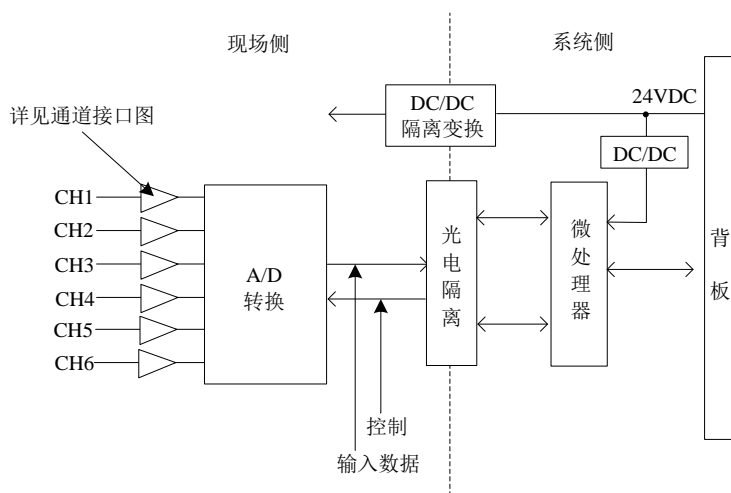 现场侧
系统侧
详见通道接口图
DC/DC
隔离变换
24VDC
DC/DC
CH1
CH2
CH3
CH4
CH5
CH6
A/D
转换
光电隔离
微处理器
背板
控制
输入数据